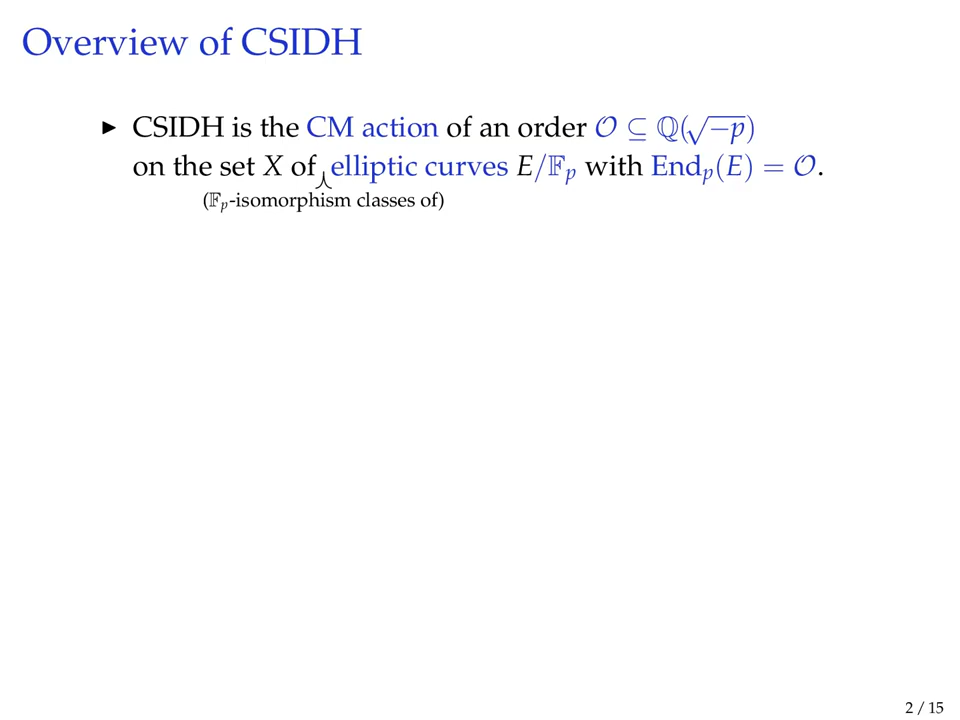 Overview of CSIDH
▶ CSIDH is the CM action of an order 𝒪 ⊆ ℚ(√−p)
on the set X of elliptic curves E/𝔽ₚ with Endₚ(E) = 𝒪.
(𝔽ₚ-isomorphism classes of)
2 / 15